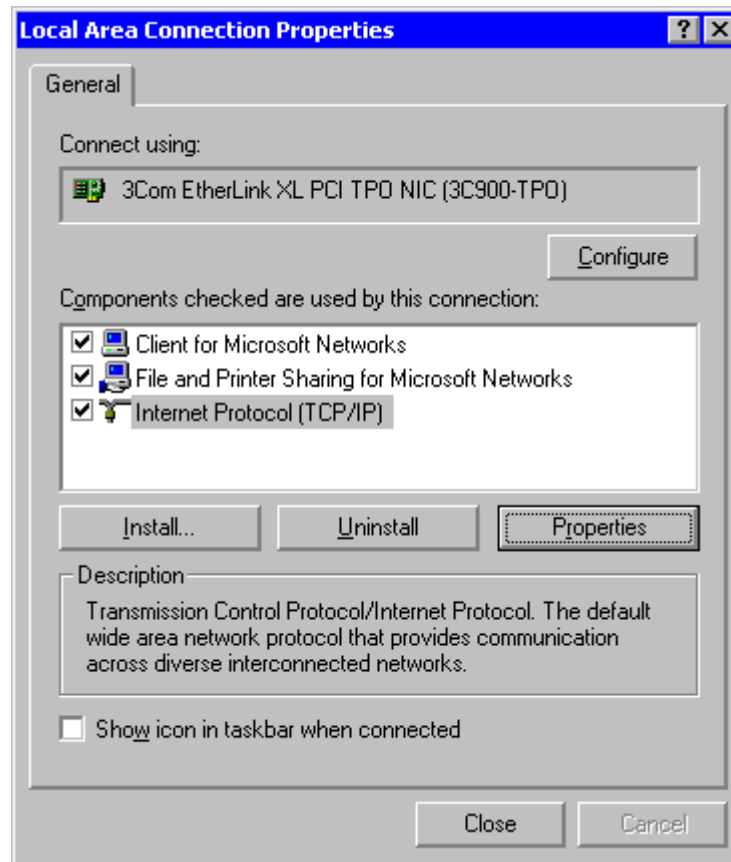 Local Area Connection Properties
General
Connect using:
3Com EtherLink XL PCI TPO NIC (3C900-TPO)
Configure
Components checked are used by this connection:
Client for Microsoft Networks
File and Printer Sharing for Microsoft Networks
Internet Protocol (TCP/IP)
Install... Uninstall Properties
Description
Transmission Control Protocol/Internet Protocol. The default
wide area network protocol that provides communication
across diverse interconnected networks.
Show icon in taskbar when connected
Close Cancel